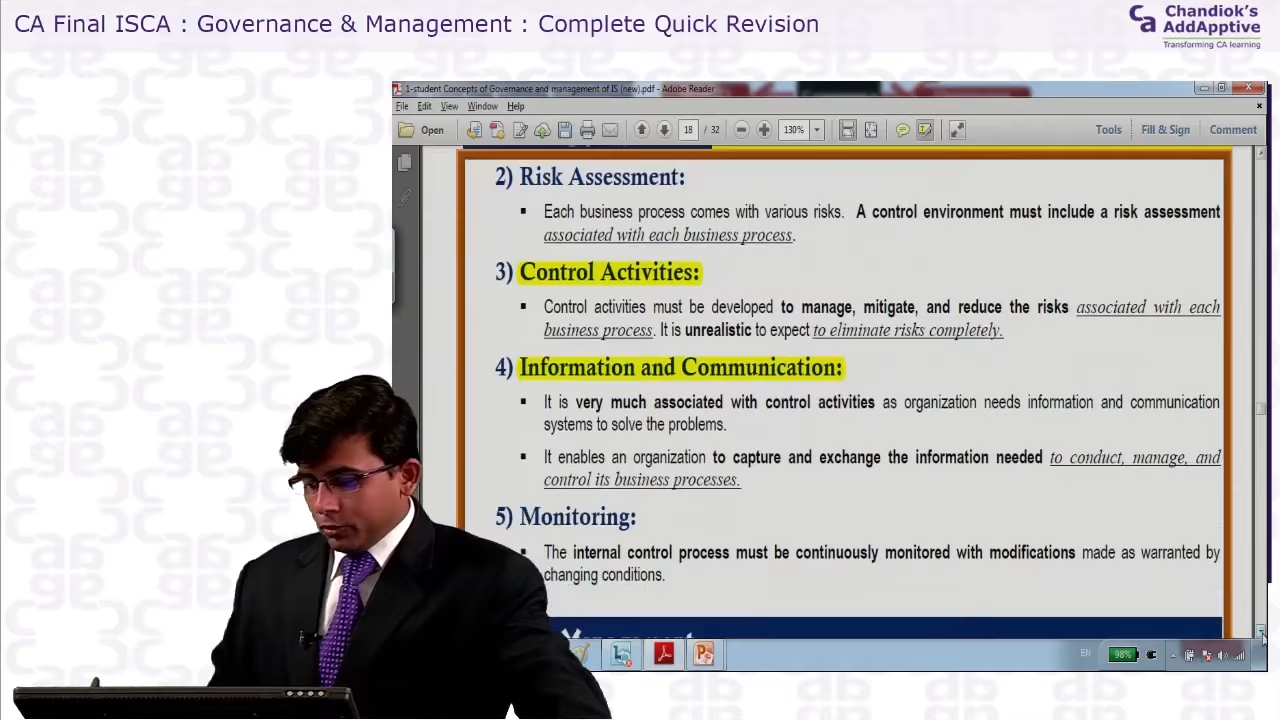 CA Final ISCA : Governance & Management : Complete Quick Revision
Ca Chandiok's
AddApptive
Transforming CA learning
1-student Concepts of Governance and management of IS (new).pdf - Adobe Reader
File Edit View Window Help
Open 18 / 32 130% Tools Fill & Sign Comment
2) Risk Assessment:
▪ Each business process comes with various risks. A control environment must include a risk assessment
associated with each business process.
3) Control Activities:
▪ Control activities must be developed to manage, mitigate, and reduce the risks associated with each
business process. It is unrealistic to expect to eliminate risks completely.
4) Information and Communication:
▪ It is very much associated with control activities as organization needs information and communication
systems to solve the problems.
▪ It enables an organization to capture and exchange the information needed to conduct, manage, and
control its business processes.
5) Monitoring:
▪ The internal control process must be continuously monitored with modifications made as warranted by
changing conditions.
EN 98%